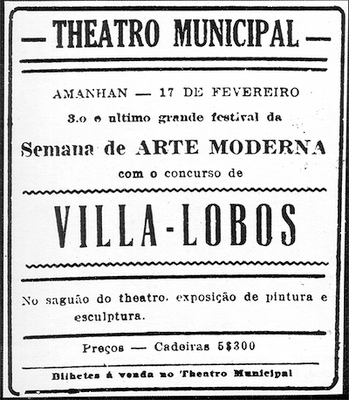 — THEATRO MUNICIPAL —
AMANHAN — 17 DE FEVEREIRO
3.o e ultimo grande festival da
Semana de ARTE MODERNA
com o concurso de
VILLA-LOBOS
No saguão do theatro, exposição de pintura e
esculptura.
Preços — Cadeiras 5$300
Bilhetes á venda no Theatro Municipal